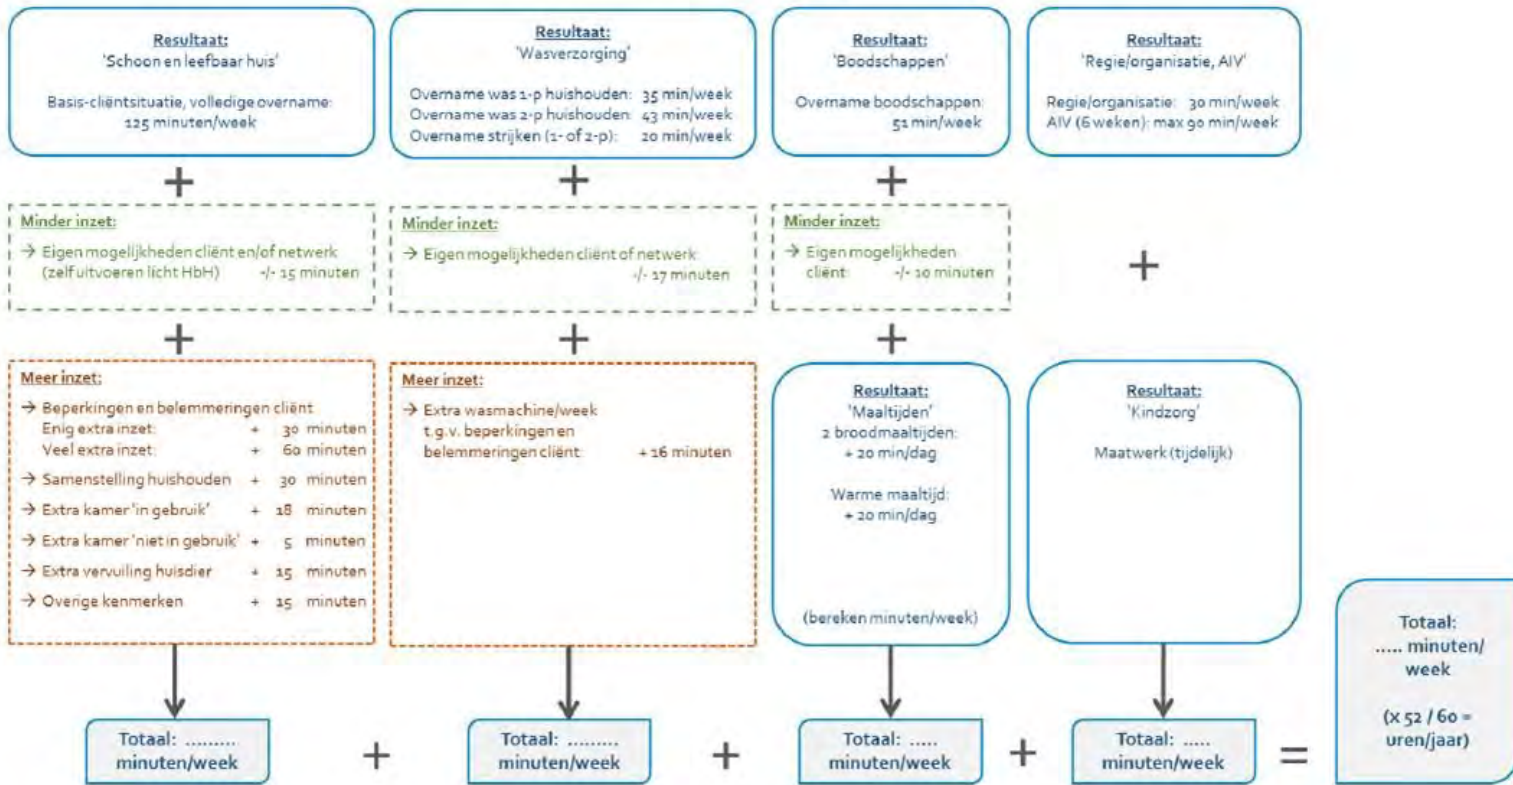 Resultaat:
'Schoon en leefbaar huis'
Basis-cliëntsituatie, volledige overname:
125 minuten/week
Resultaat:
'Wasverzorging'
Overname was 1-p huishouden: 35 min/week
Overname was 2-p huishouden: 43 min/week
Overname strijken (1- of 2-p): 20 min/week
Resultaat:
'Boodschappen'
Overname boodschappen:
51 min/week
Resultaat:
'Regie/organisatie, AIV'
Regie/organisatie: 30 min/week
AIV (6 weken): max 90 min/week
+
+
+
Minder inzet:
→ Eigen mogelijkheden cliënt en/of netwerk
(zelf uitvoeren licht HbH) -/- 15 minuten
Minder inzet:
→ Eigen mogelijkheden cliënt of netwerk
-/- 17 minuten
Minder inzet:
→ Eigen mogelijkheden
cliënt: -/- 10 minuten
+
+
+
+
Meer inzet:
→ Beperkingen en belemmeringen cliënt
Enig extra inzet: + 30 minuten
Veel extra inzet: + 60 minuten
→ Samenstelling huishouden + 30 minuten
→ Extra kamer 'in gebruik' + 18 minuten
→ Extra kamer 'niet in gebruik' + 5 minuten
→ Extra vervuiling huisdier + 15 minuten
→ Overige kenmerken + 15 minuten
Meer inzet:
→ Extra wasmachine/week
t.g.v. beperkingen en
belemmeringen cliënt: + 16 minuten
Resultaat:
'Maaltijden'
2 broodmaaltijden:
+ 20 min/dag
Warme maaltijd:
+ 20 min/dag
(bereken minuten/week)
Resultaat:
'Kindzorg'
Maatwerk (tijdelijk)
Totaal: .........
minuten/week
+
Totaal: .........
minuten/week
+
Totaal: .....
minuten/week
+
Totaal: .....
minuten/week
=
Totaal:
..... minuten/
week
(x 52 / 60 =
uren/jaar)